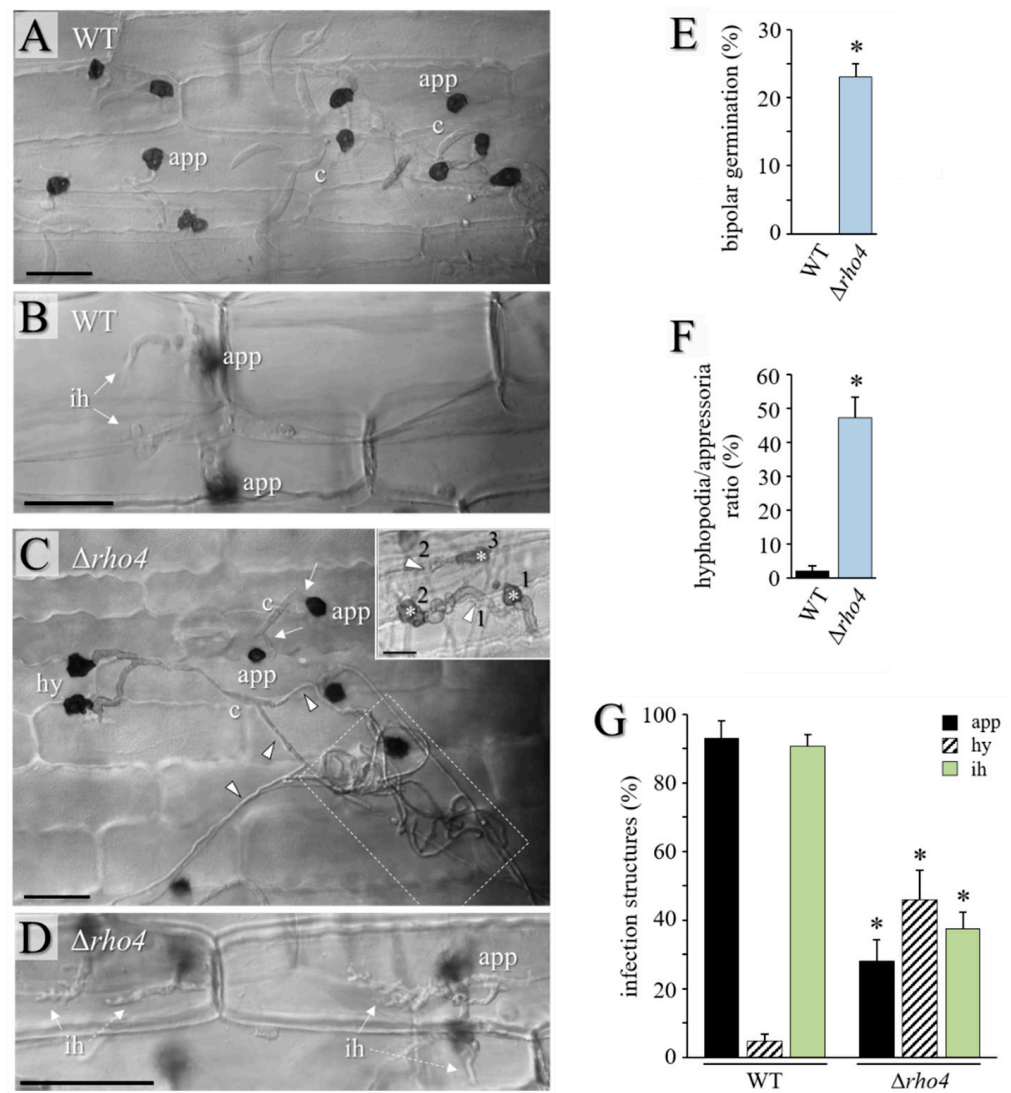 A WT
app
c
app
c
B WT
app
ih
app
C Δrho4
2
3
*
c
app
2
1
*
*
1
app
hy
c
D Δrho4
app
ih
ih
E
bipolar germination (%)
30
20
10
0
*
WT
Δrho4
F
hyphopodia/appressoria
ratio (%)
60
50
40
30
20
10
0
*
WT
Δrho4
G
infection structures (%)
100
80
60
40
20
0
app
hy
ih
*
*
*
WT
Δrho4